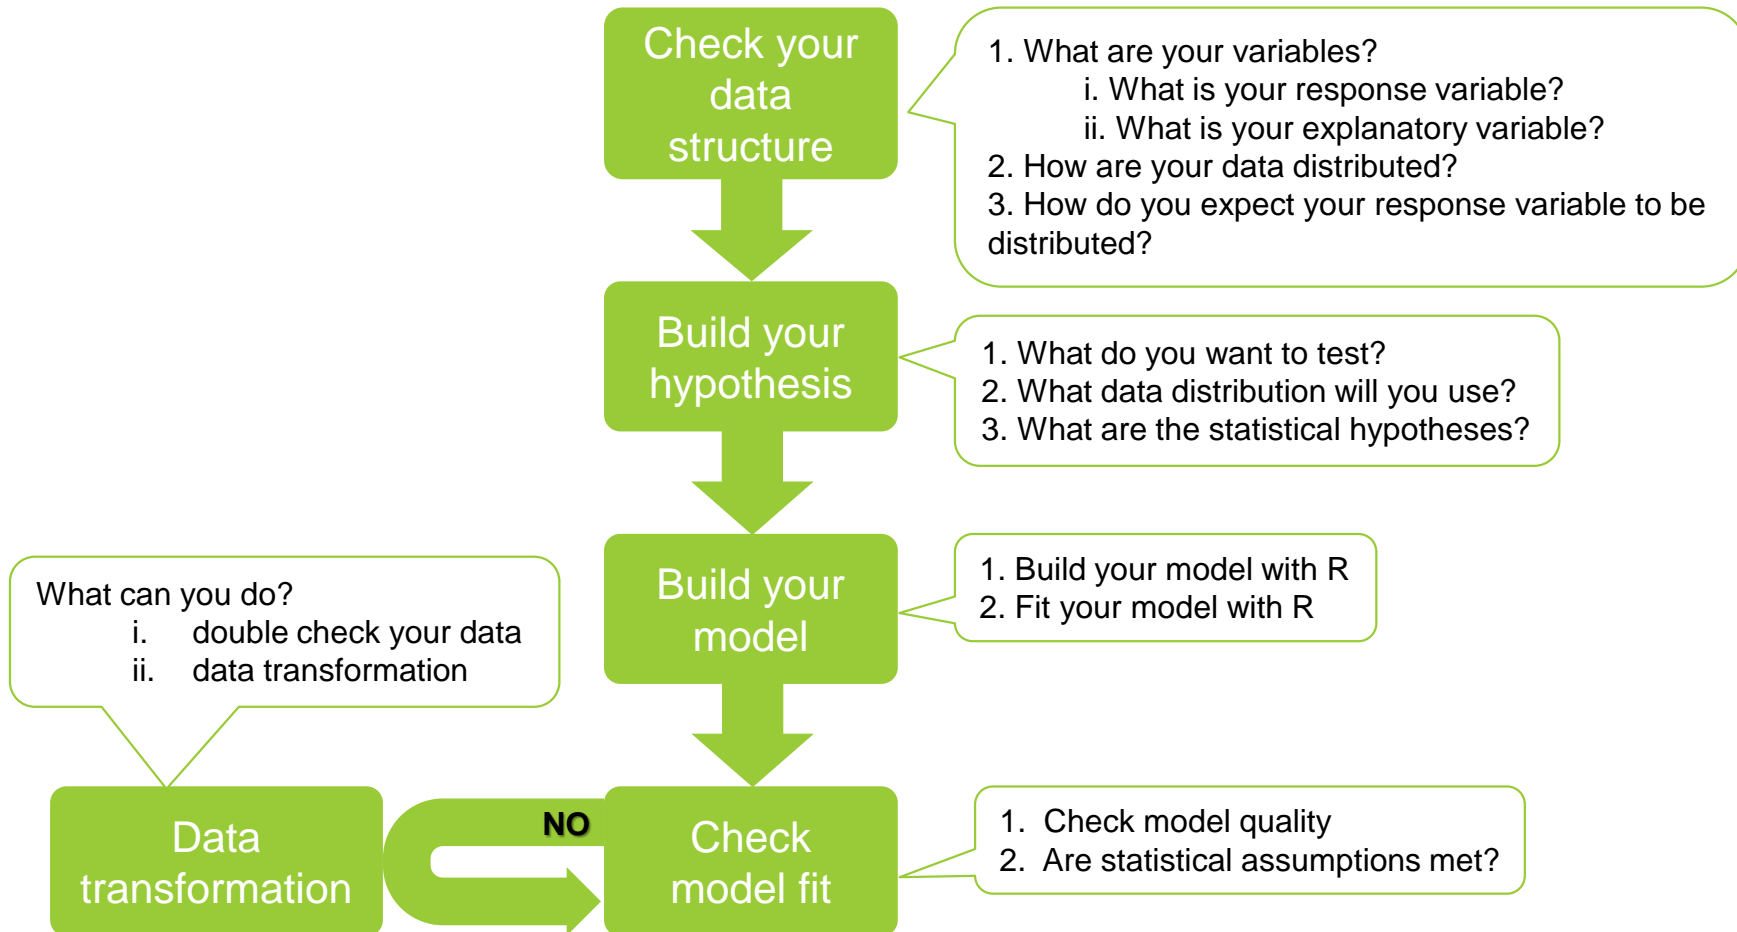 Check your
data
structure
1. What are your variables?
i. What is your response variable?
ii. What is your explanatory variable?
2. How are your data distributed?
3. How do you expect your response variable to be
distributed?
Build your
hypothesis
1. What do you want to test?
2. What data distribution will you use?
3. What are the statistical hypotheses?
Build your
model
1. Build your model with R
2. Fit your model with R
What can you do?
i. double check your data
ii. data transformation
Data
transformation
NO
Check
model fit
1. Check model quality
2. Are statistical assumptions met?